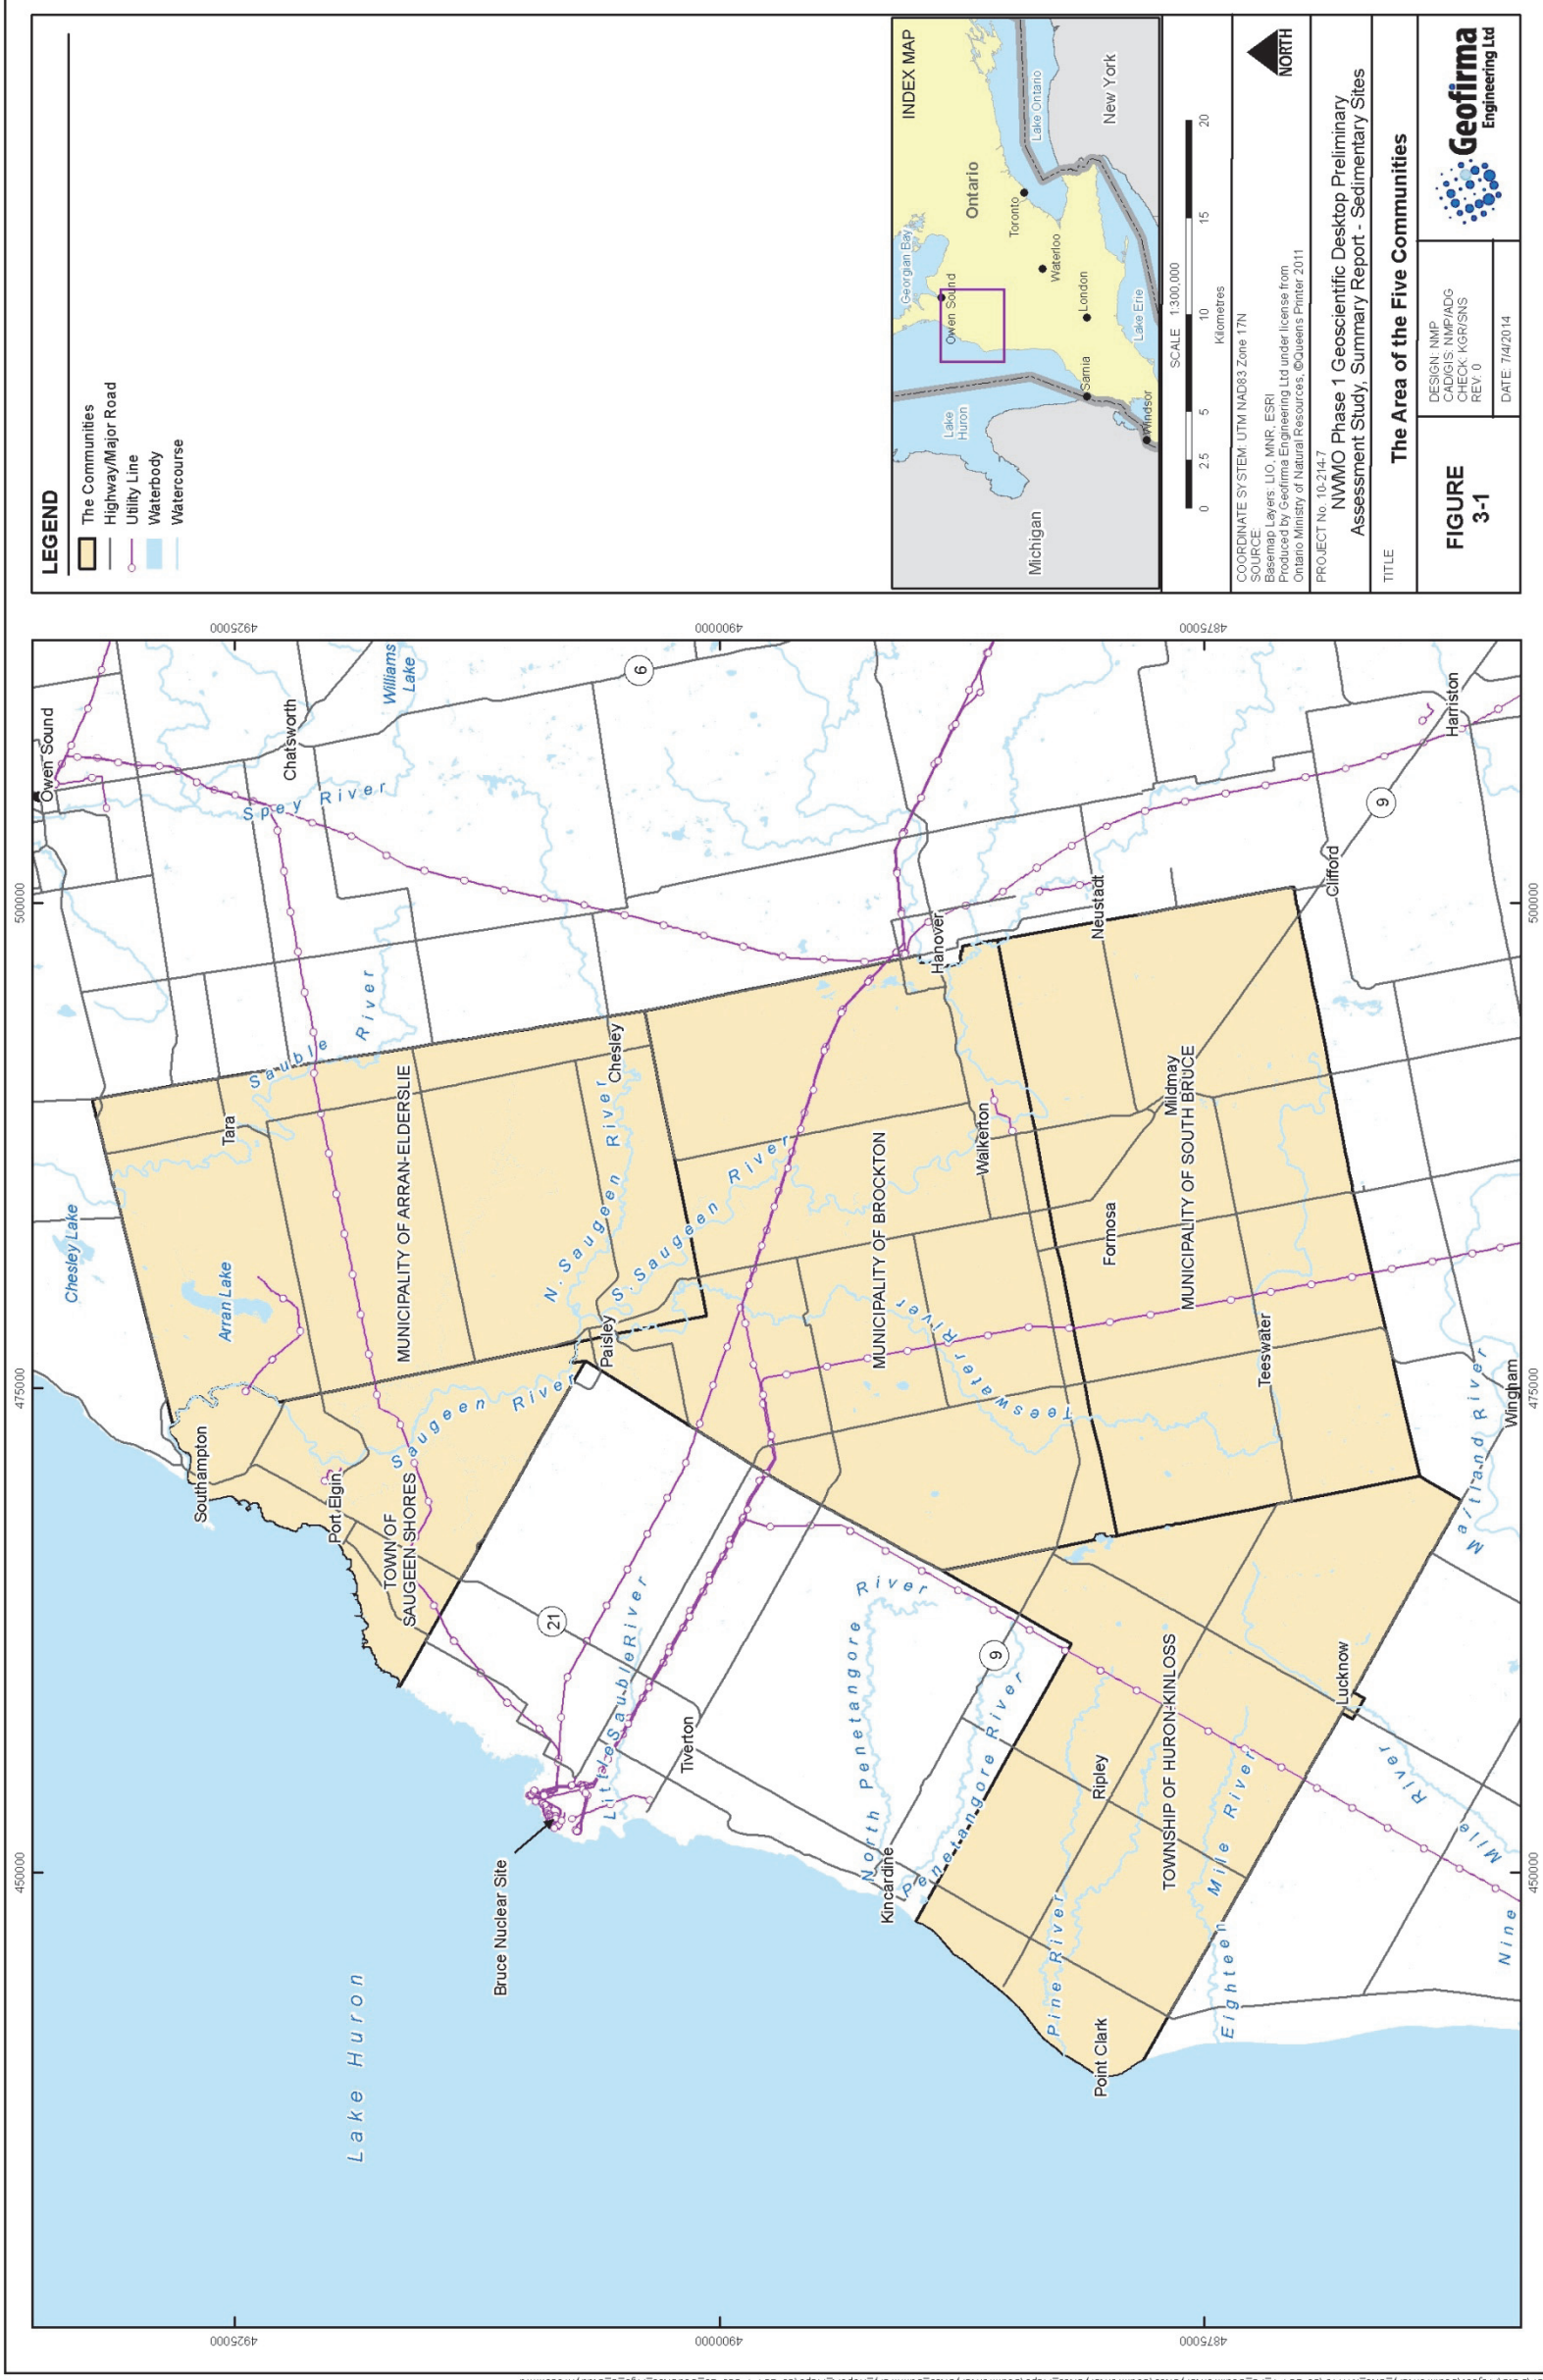 450000
475000
500000
4925000
4900000
4875000
4925000
4900000
4875000
450000
475000
500000
Lake Huron
Owen Sound
Chatsworth
Williams
Lake
Spey River
6
Chesley Lake
Arran Lake
Tara
Sauble River
Southampton
Port Elgin
TOWN OF
SAUGEEN SHORES
Saugeen River
MUNICIPALITY OF ARRAN-ELDERSLIE
Chesley
N. Saugeen River
S. Saugeen River
Paisley
Bruce Nuclear Site
21
Little Sauble River
Tiverton
MUNICIPALITY OF BROCKTON
Hanover
Walkerton
Teeswater River
North Penetangore River
Kincardine
Penetangore River
9
Neustadt
Mildmay
MUNICIPALITY OF SOUTH BRUCE
Formosa
Teeswater
Clifford
9
Harriston
Point Clark
Pine River
Ripley
TOWNSHIP OF HURON-KINLOSS
Eighteen Mile River
Lucknow
Nine Mile River
Maitland River
Wingham
LEGEND
The Communities
Highway/Major Road
Utility Line
Waterbody
Watercourse
INDEX MAP
Georgian Bay
Owen Sound
Ontario
Lake
Huron
Toronto
Lake Ontario
Waterloo
London
Sarnia
Michigan
New York
Lake Erie
Windsor
SCALE 1:300,000
0 2.5 5 10 15 20
Kilometres
COORDINATE SYSTEM: UTM NAD83 Zone 17N
SOURCE:
Basemap Layers: LIO, MNR, ESRI
Produced by Geofirma Engineering Ltd under license from
Ontario Ministry of Natural Resources, ©Queens Printer 2011
NORTH
PROJECT No. 10-214-7
NWMO Phase 1 Geoscientific Desktop Preliminary
Assessment Study, Summary Report - Sedimentary Sites
TITLE
The Area of the Five Communities
FIGURE
3-1
DESIGN: NMP
CAD/GIS: NMP/ADG
CHECK: KGR/SNS
REV: 0
DATE: 7/4/2014
Geofirma
Engineering Ltd